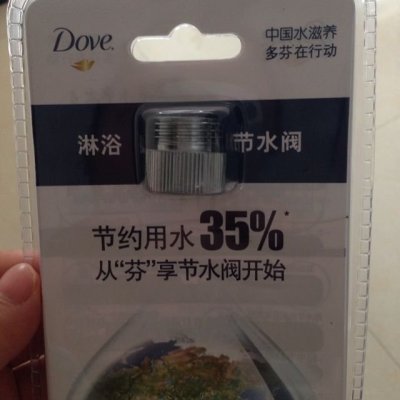 Dove
中国水滋养
多芬在行动
淋浴 节水阀
节约用水 35%*
从“芬”享节水阀开始